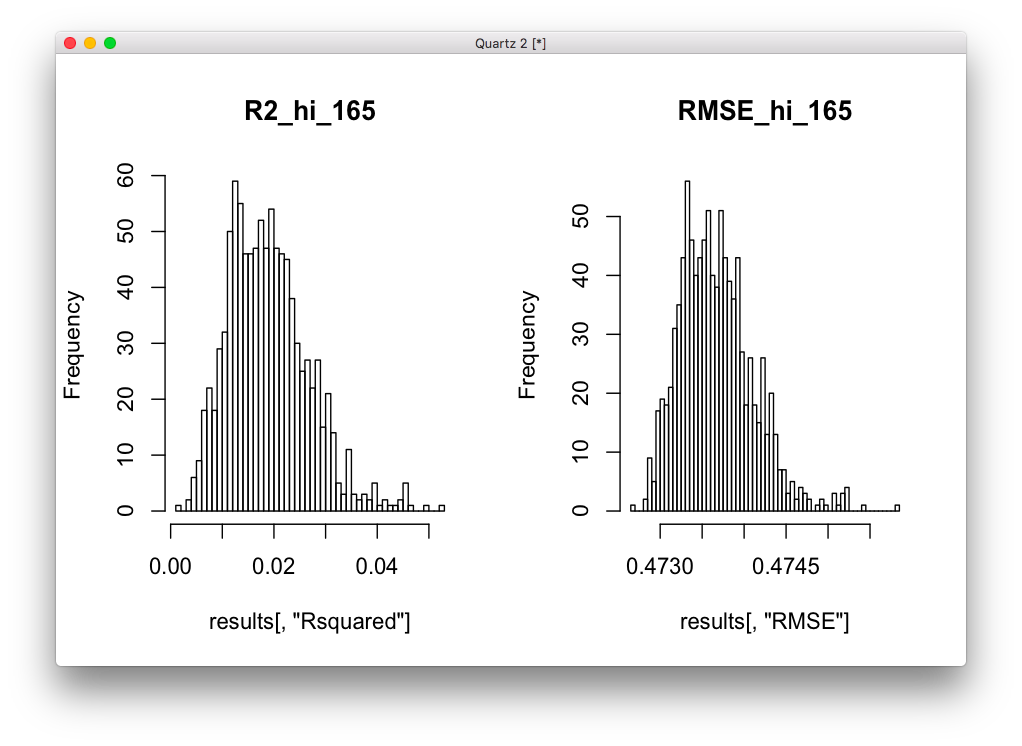 Quartz 2 [*]
R2_hi_165
Frequency
60
50
40
30
20
10
0
0.00 0.02 0.04
results[, "Rsquared"]
RMSE_hi_165
Frequency
50
40
30
20
10
0
0.4730 0.4745
results[, "RMSE"]